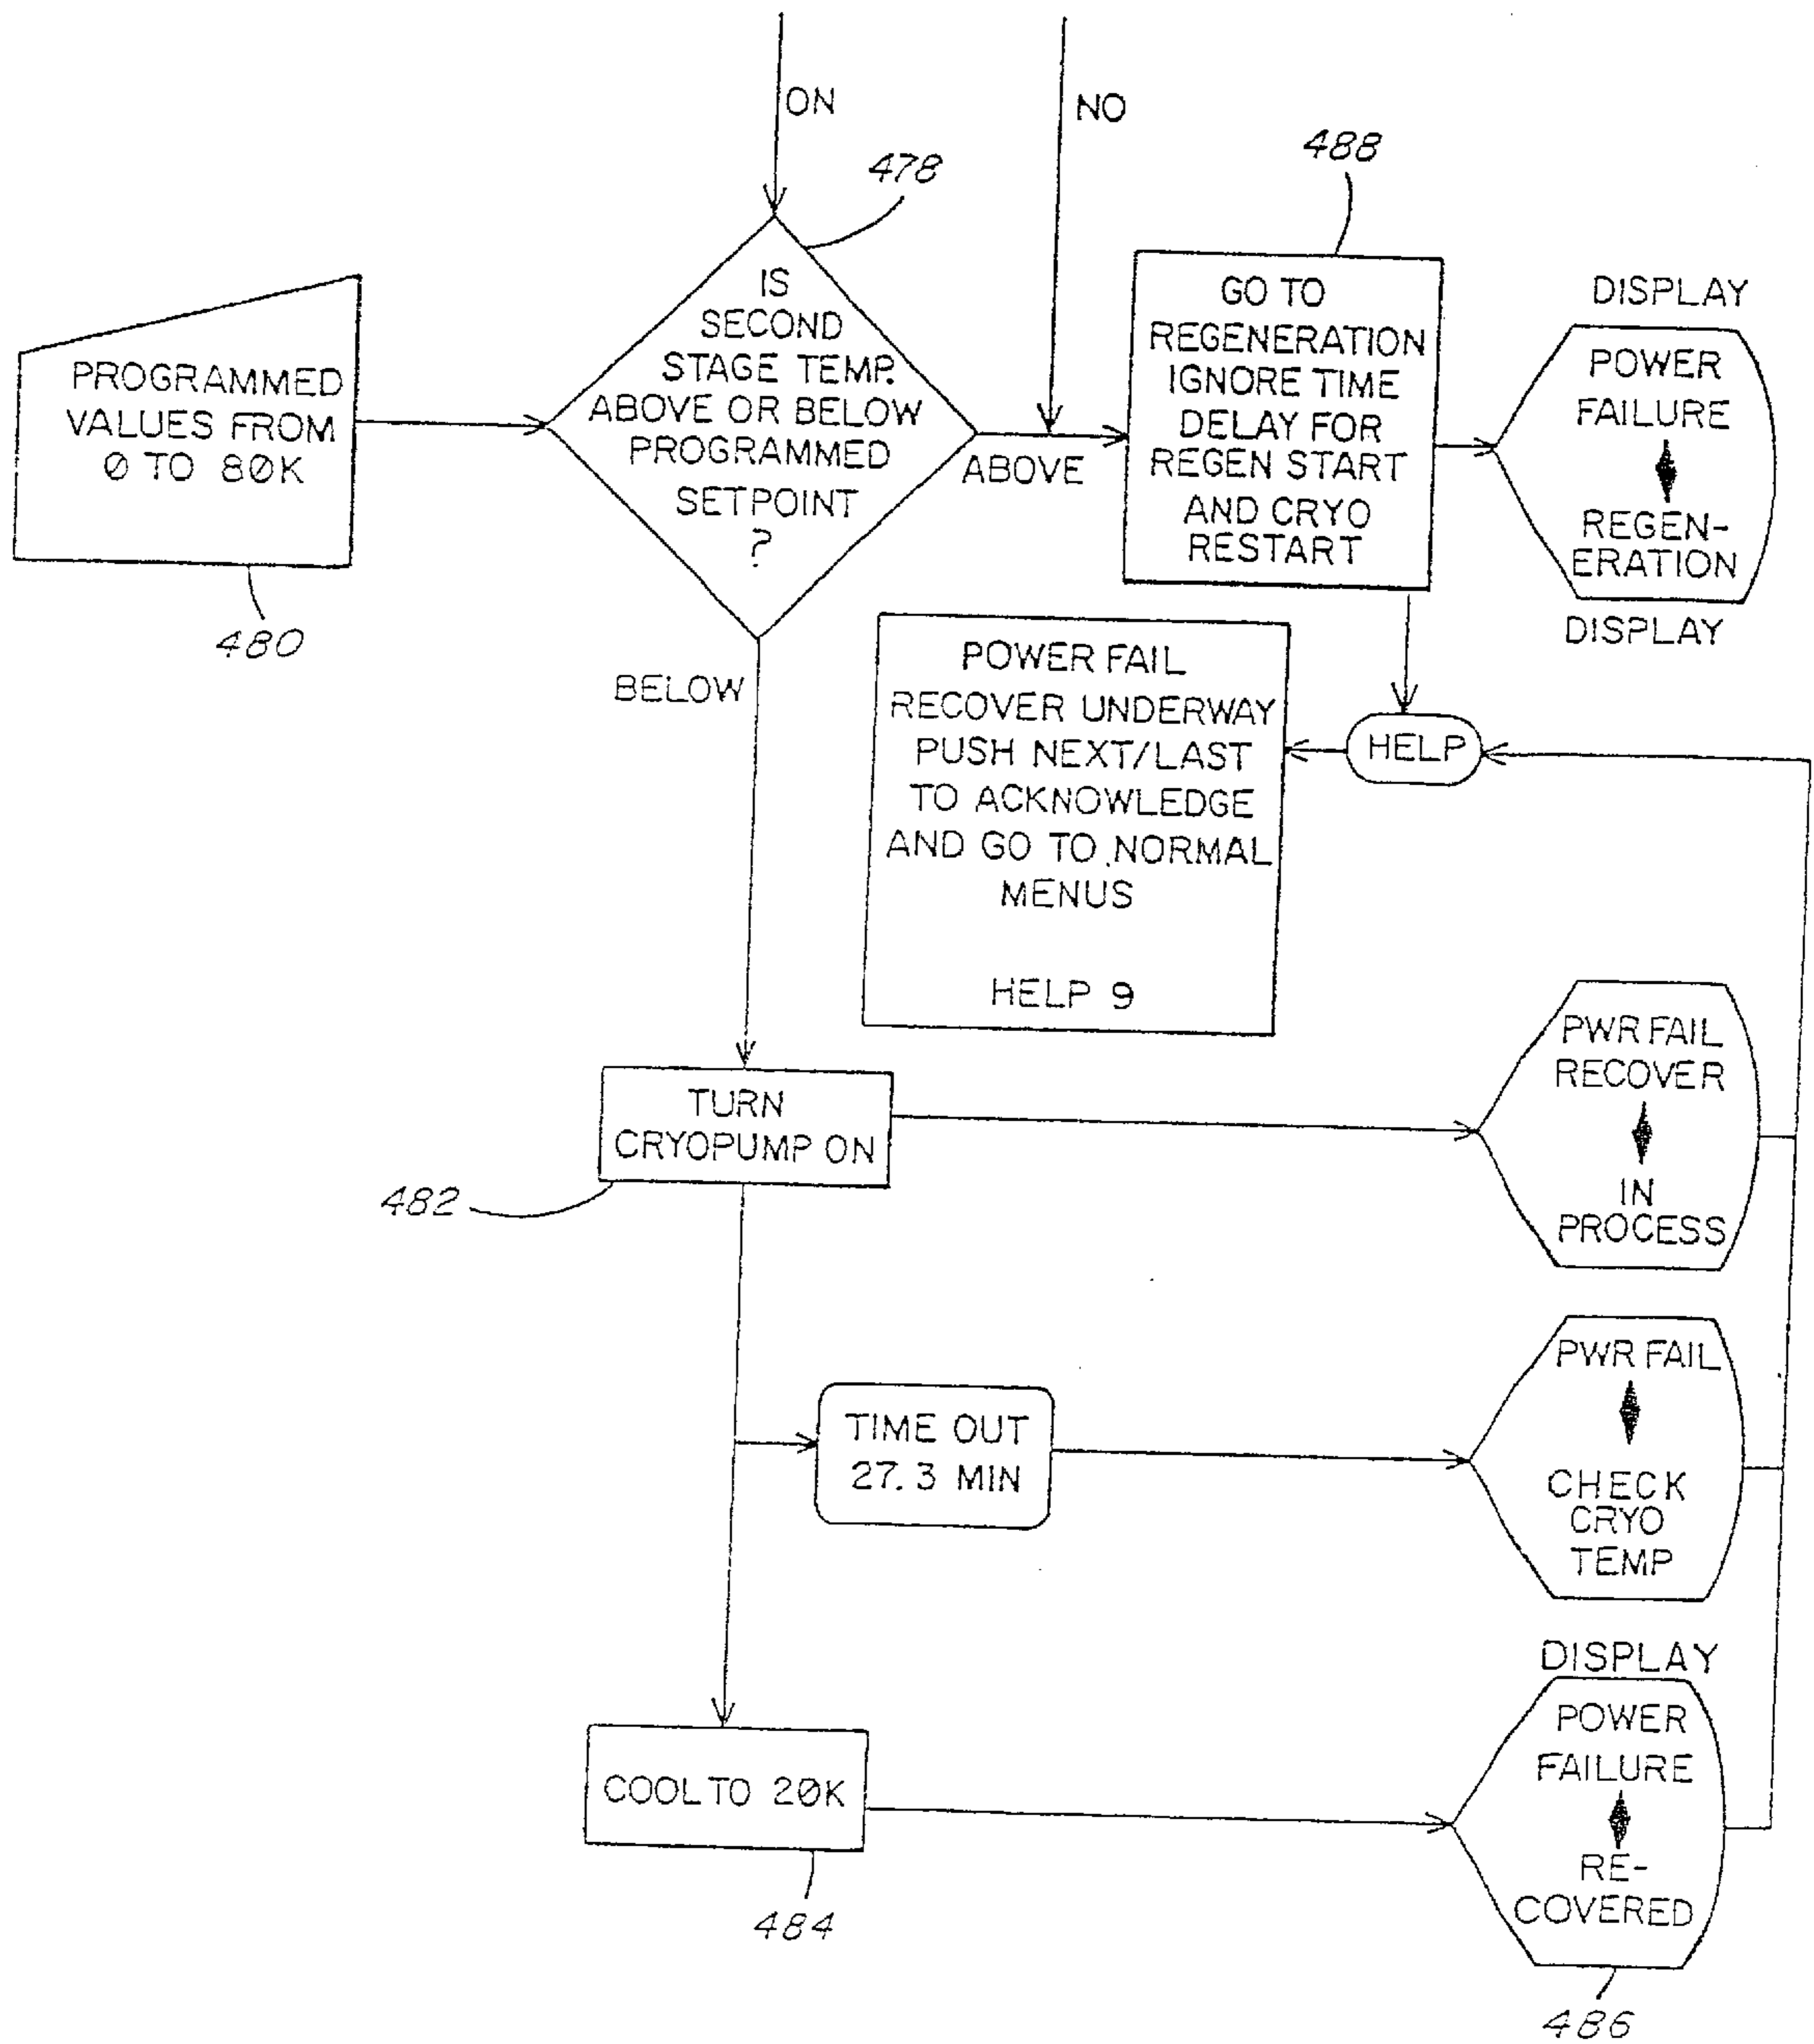 ON
NO
478
488
IS
SECOND
STAGE TEMP.
ABOVE OR BELOW
PROGRAMMED
SETPOINT
?
PROGRAMMED
VALUES FROM
0 TO 80K
480
ABOVE
GO TO
REGENERATION
IGNORE TIME
DELAY FOR
REGEN START
AND CRYO
RESTART
DISPLAY
POWER
FAILURE
REGEN-
ERATION
DISPLAY
BELOW
POWER FAIL
RECOVER UNDERWAY
PUSH NEXT/LAST
TO ACKNOWLEDGE
AND GO TO NORMAL
MENUS
HELP 9
HELP
TURN
CRYOPUMP ON
482
PWR FAIL
RECOVER
IN
PROCESS
TIME OUT
27.3 MIN
PWR FAIL
CHECK
CRYO
TEMP
COOL TO 20K
484
DISPLAY
POWER
FAILURE
RE-
COVERED
486